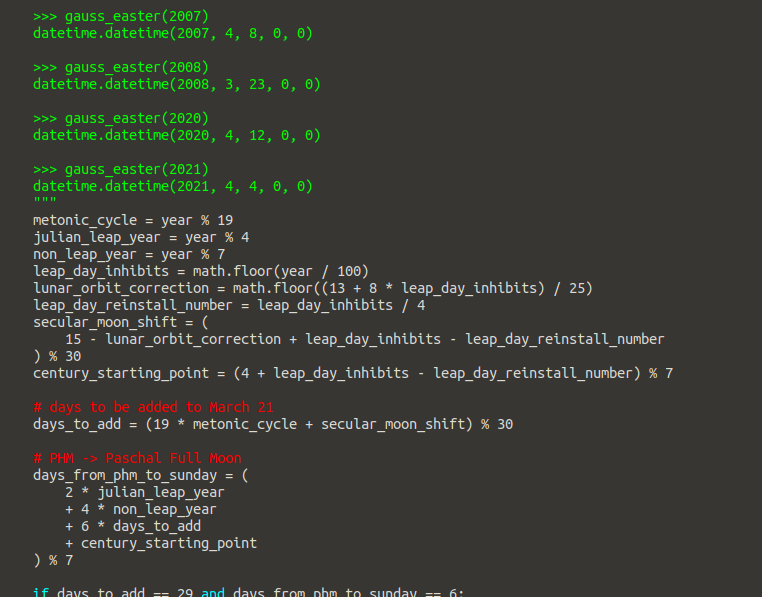 >>> gauss_easter(2007)
datetime.datetime(2007, 4, 8, 0, 0)
>>> gauss_easter(2008)
datetime.datetime(2008, 3, 23, 0, 0)
>>> gauss_easter(2020)
datetime.datetime(2020, 4, 12, 0, 0)
>>> gauss_easter(2021)
datetime.datetime(2021, 4, 4, 0, 0)
"""
metonic_cycle = year % 19
julian_leap_year = year % 4
non_leap_year = year % 7
leap_day_inhibits = math.floor(year / 100)
lunar_orbit_correction = math.floor((13 + 8 * leap_day_inhibits) / 25)
leap_day_reinstall_number = leap_day_inhibits / 4
secular_moon_shift = (
15 - lunar_orbit_correction + leap_day_inhibits - leap_day_reinstall_number
) % 30
century_starting_point = (4 + leap_day_inhibits - leap_day_reinstall_number) % 7
# days to be added to March 21
days_to_add = (19 * metonic_cycle + secular_moon_shift) % 30
# PHM -> Paschal Full Moon
days_from_phm_to_sunday = (
2 * julian_leap_year
+ 4 * non_leap_year
+ 6 * days_to_add
+ century_starting_point
) % 7
if days_to_add == 29 and days_from_phm_to_sunday == 6: